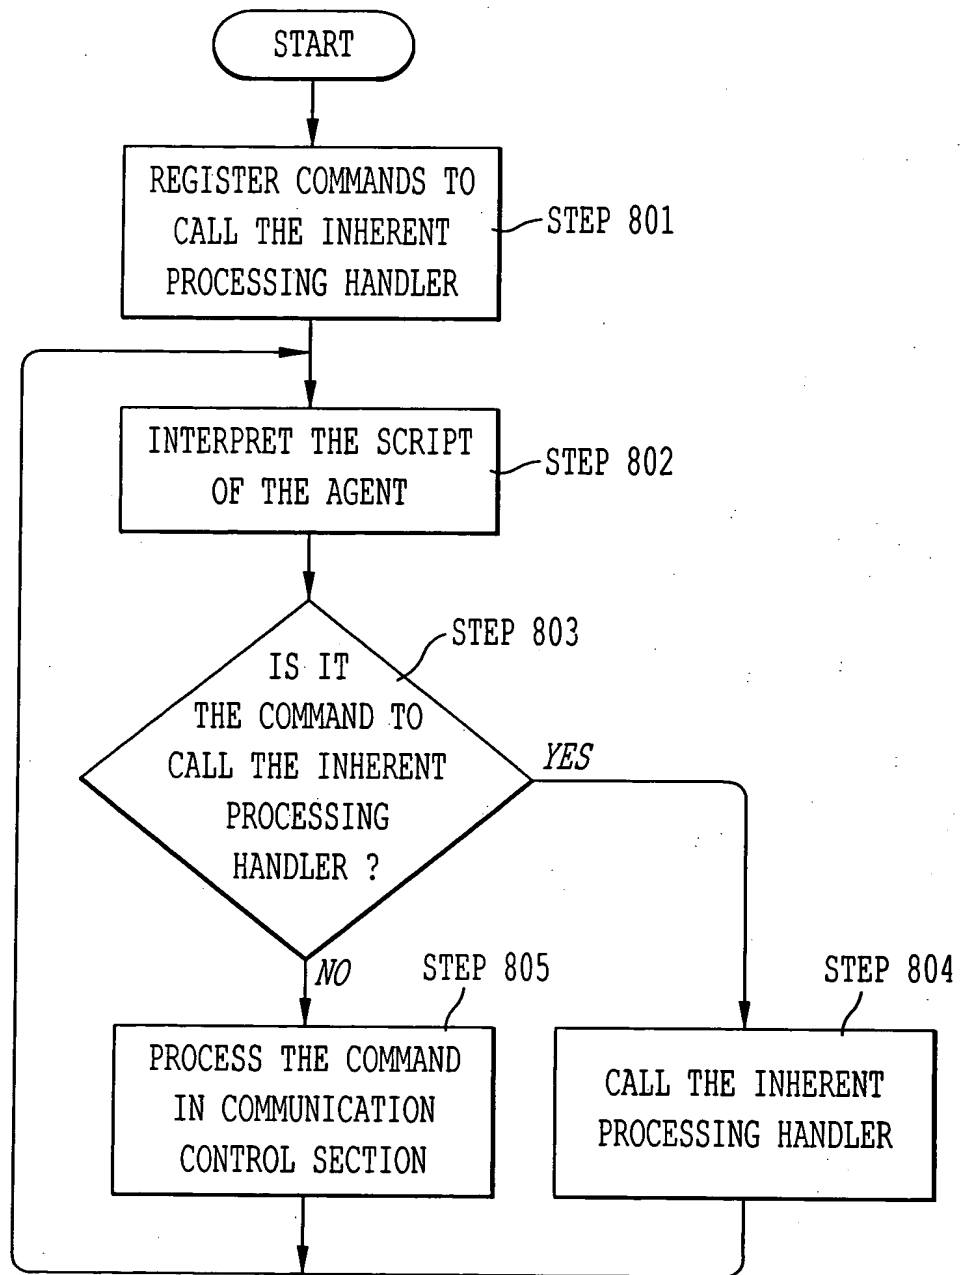 START
REGISTER COMMANDS TO
CALL THE INHERENT
PROCESSING HANDLER
STEP 801
INTERPRET THE SCRIPT
OF THE AGENT
STEP 802
STEP 803
IS IT
THE COMMAND TO
CALL THE INHERENT
PROCESSING
HANDLER ?
YES
NO
STEP 805
STEP 804
PROCESS THE COMMAND
IN COMMUNICATION
CONTROL SECTION
CALL THE INHERENT
PROCESSING HANDLER